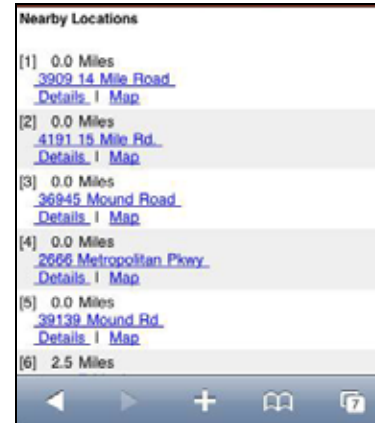 Nearby Locations
[1] 0.0 Miles
3909 14 Mile Road
Details | Map
[2] 0.0 Miles
4191 15 Mile Rd.
Details | Map
[3] 0.0 Miles
36945 Mound Road
Details | Map
[4] 0.0 Miles
2666 Metropolitan Pkwy
Details | Map
[5] 0.0 Miles
39139 Mound Rd
Details | Map
[6] 2.5 Miles
7